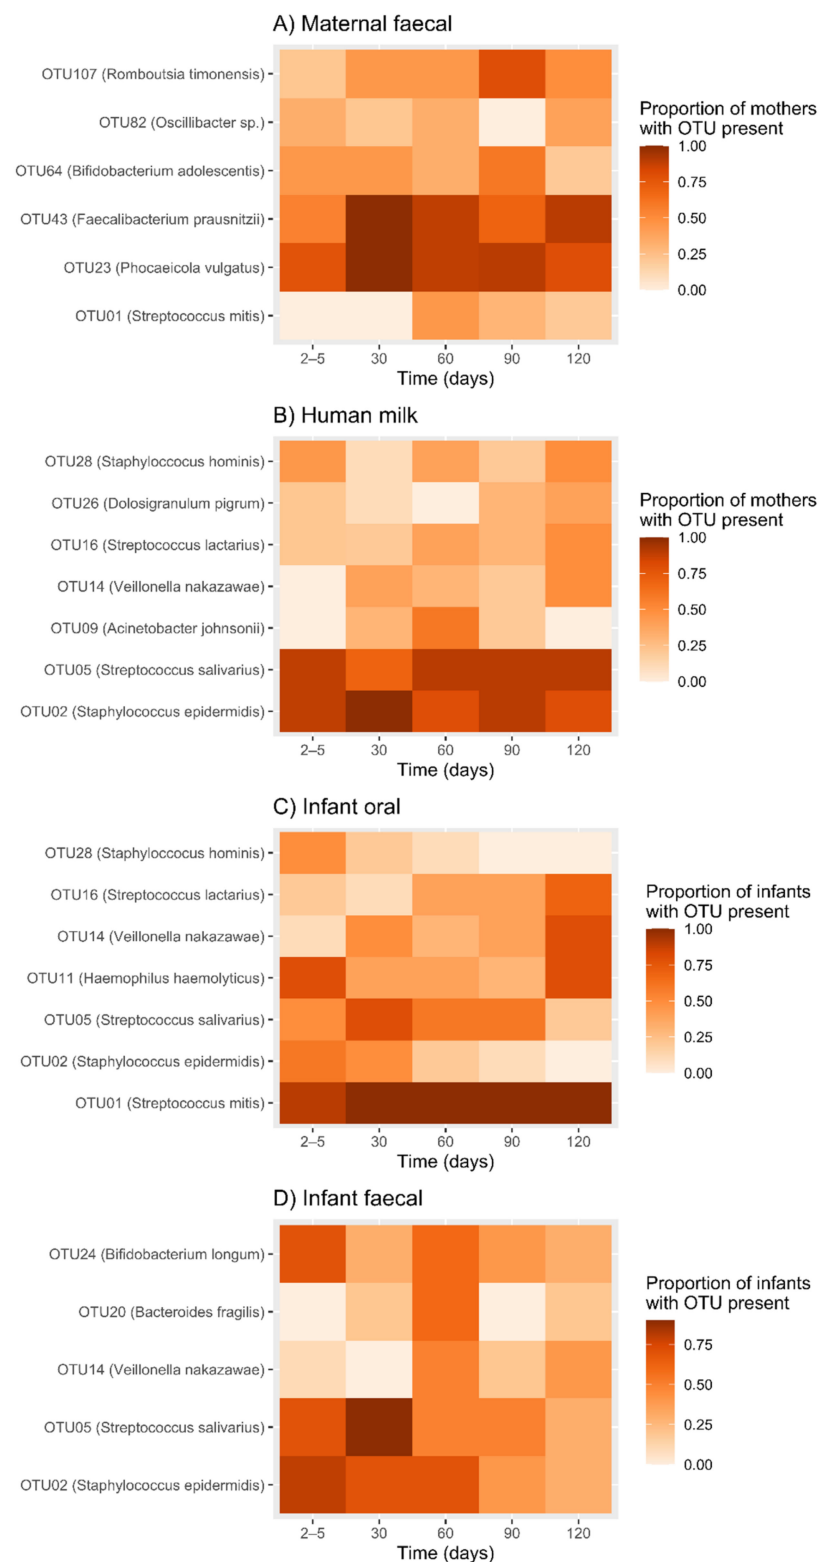 A) Maternal faecal
OTU107 (Romboutsia timonensis)
OTU82 (Oscillibacter sp.)
OTU64 (Bifidobacterium adolescentis)
OTU43 (Faecalibacterium prausnitzii)
OTU23 (Phocaeicola vulgatus)
OTU01 (Streptococcus mitis)
2–5 30 60 90 120
Time (days)
Proportion of mothers
with OTU present
1.00
0.75
0.50
0.25
0.00
B) Human milk
OTU28 (Staphyloccocus hominis)
OTU26 (Dolosigranulum pigrum)
OTU16 (Streptococcus lactarius)
OTU14 (Veillonella nakazawae)
OTU09 (Acinetobacter johnsonii)
OTU05 (Streptococcus salivarius)
OTU02 (Staphylococcus epidermidis)
2–5 30 60 90 120
Time (days)
Proportion of mothers
with OTU present
1.00
0.75
0.50
0.25
0.00
C) Infant oral
OTU28 (Staphyloccocus hominis)
OTU16 (Streptococcus lactarius)
OTU14 (Veillonella nakazawae)
OTU11 (Haemophilus haemolyticus)
OTU05 (Streptococcus salivarius)
OTU02 (Staphylococcus epidermidis)
OTU01 (Streptococcus mitis)
2–5 30 60 90 120
Time (days)
Proportion of infants
with OTU present
1.00
0.75
0.50
0.25
0.00
D) Infant faecal
OTU24 (Bifidobacterium longum)
OTU20 (Bacteroides fragilis)
OTU14 (Veillonella nakazawae)
OTU05 (Streptococcus salivarius)
OTU02 (Staphylococcus epidermidis)
2–5 30 60 90 120
Time (days)
Proportion of infants
with OTU present
0.75
0.50
0.25
0.00